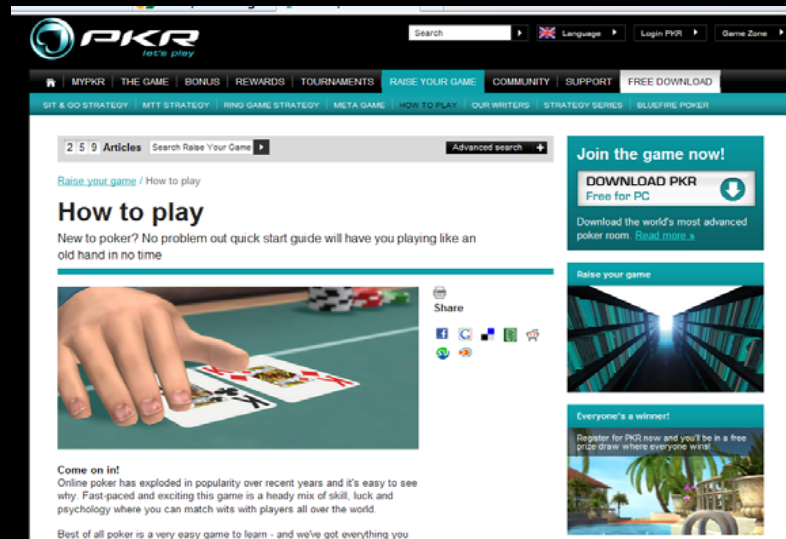 PKR
let's play
Search
Language
Login PKR
Game Zone
MYPKR THE GAME BONUS REWARDS TOURNAMENTS RAISE YOUR GAME COMMUNITY SUPPORT FREE DOWNLOAD
SIT & GO STRATEGY MTT STRATEGY RING GAME STRATEGY META GAME HOW TO PLAY OUR WRITERS STRATEGY SERIES BLUEFIRE POKER
2 5 9 Articles Search Raise Your Game
Advanced search +
Raise your game / How to play
How to play
New to poker? No problem out quick start guide will have you playing like an
old hand in no time
Share
K
K
Come on in!
Online poker has exploded in popularity over recent years and it's easy to see
why. Fast-paced and exciting this game is a heady mix of skill, luck and
psychology where you can match wits with players all over the world.
Best of all poker is a very easy game to learn - and we've got everything you
Join the game now!
DOWNLOAD PKR
Free for PC
Download the world's most advanced
poker room. Read more »
Raise your game
Everyone's a winner!
Register for PKR now and you'll be in a free
prize draw where everyone wins!